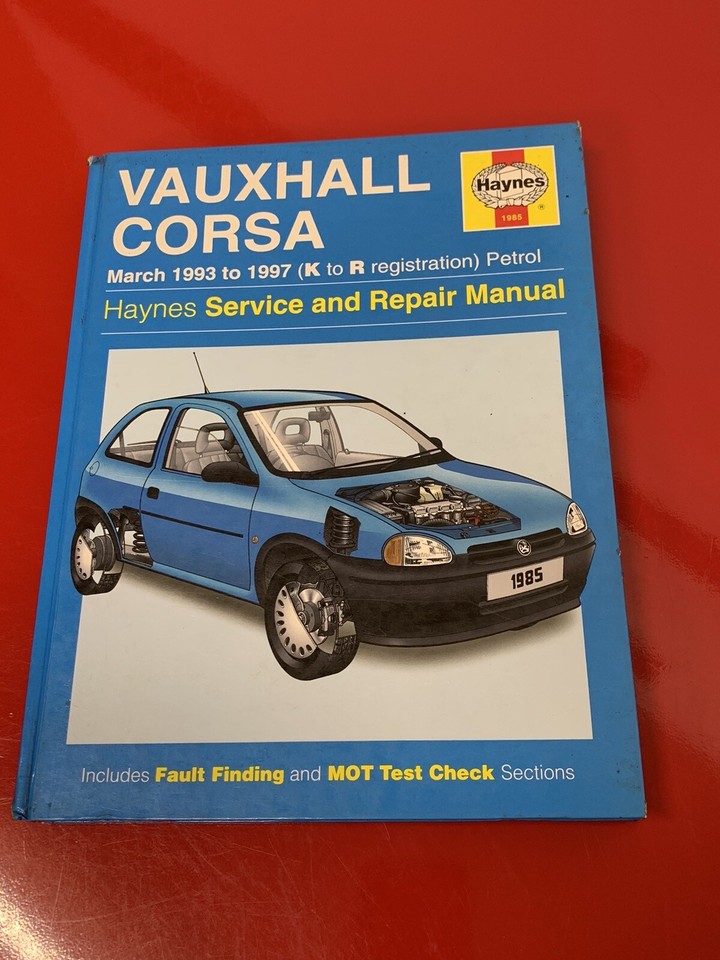 VAUXHALL
CORSA
March 1993 to 1997 (K to R registration) Petrol
Haynes Service and Repair Manual
Haynes
®
1985
1985
Includes Fault Finding and MOT Test Check Sections